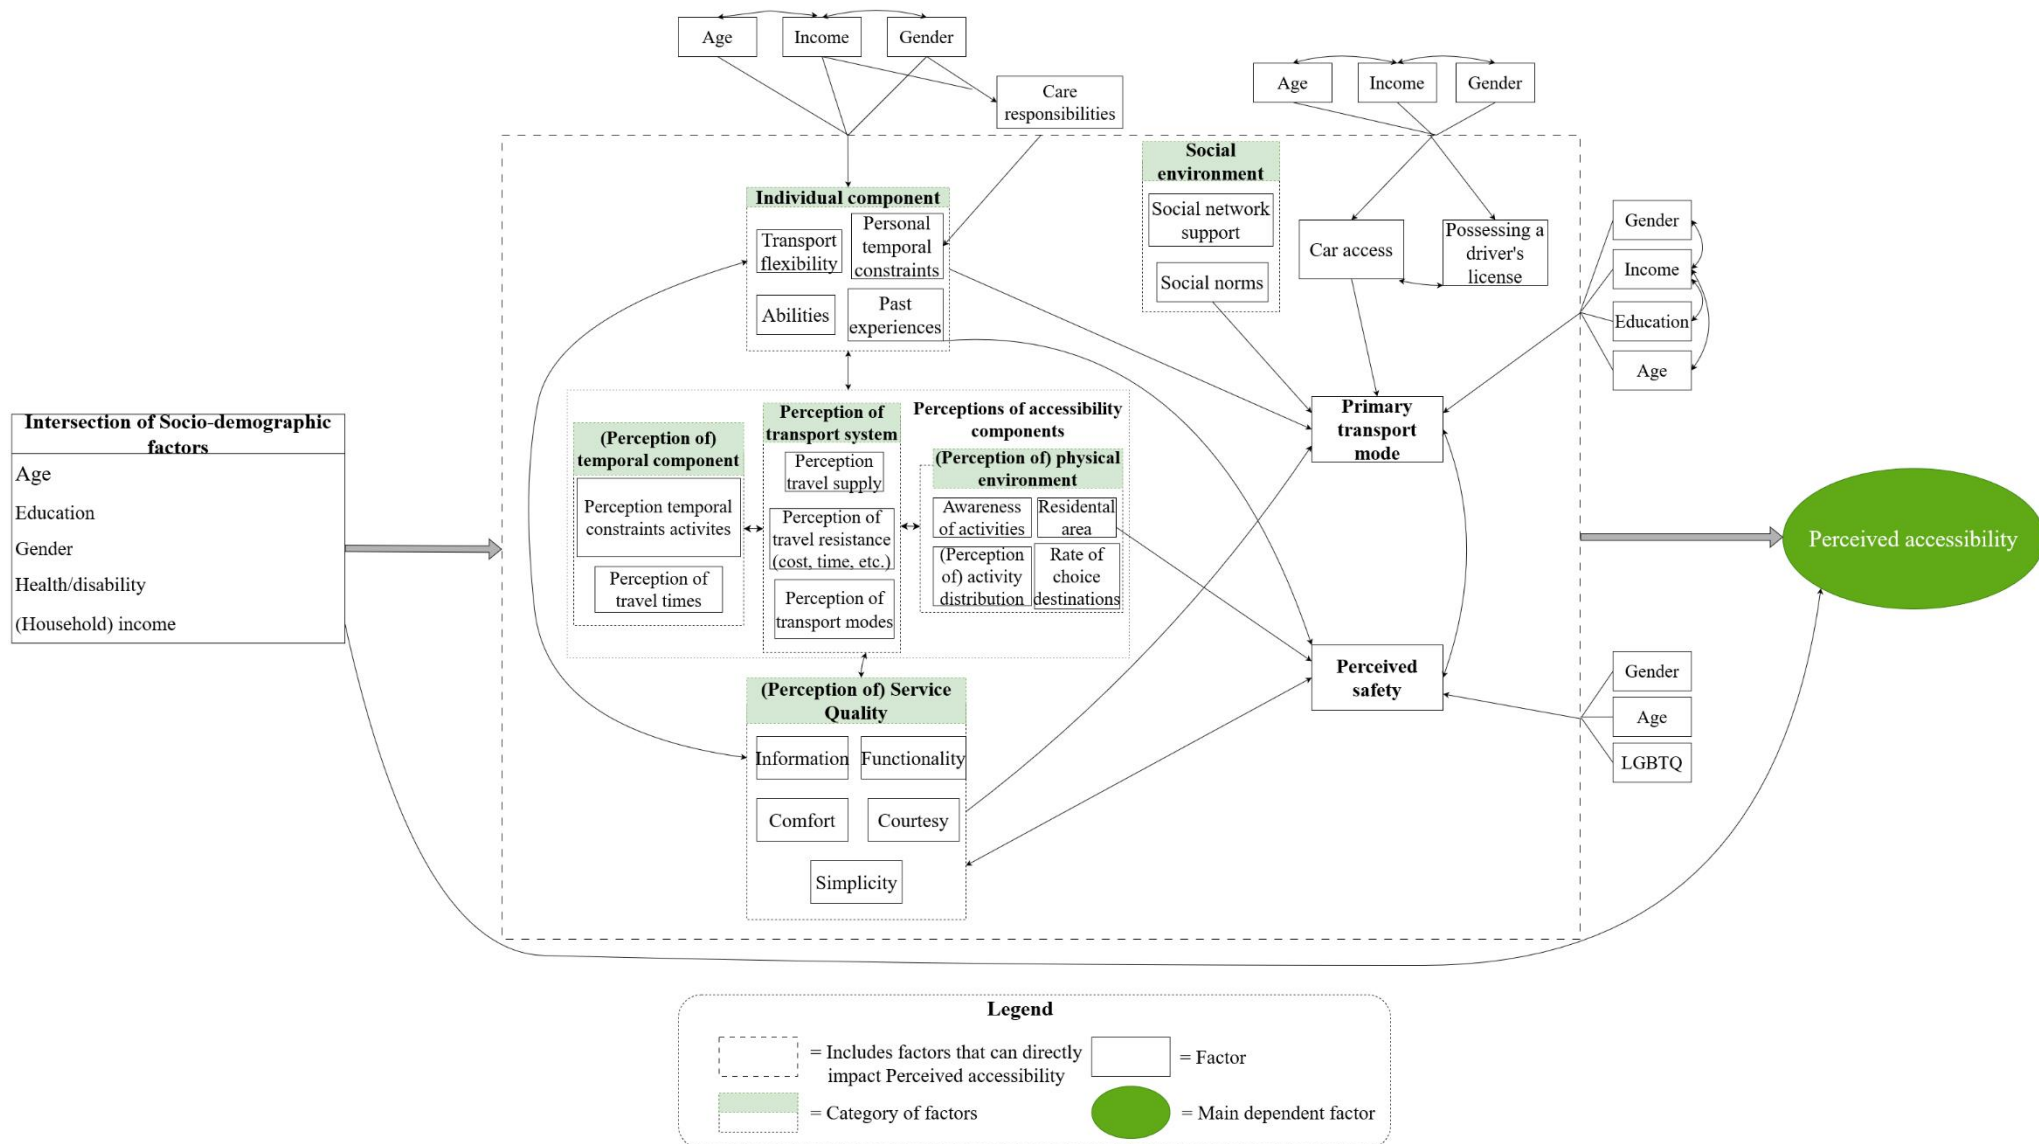 Age
Income
Gender
Care
responsibilities
Age
Income
Gender
Social
environment
Social network
support
Social norms
Car access
Possessing a
driver's
license
Individual component
Transport
flexibility
Personal
temporal
constraints
Abilities
Past
experiences
Gender
Income
Education
Age
Intersection of Socio-demographic
factors
Age
Education
Gender
Health/disability
(Household) income
Perceptions of accessibility
components
(Perception of)
temporal component
Perception temporal
constraints activites
Perception of
travel times
Perception of
transport system
Perception
travel supply
Perception of
travel resistance
(cost, time, etc.)
Perception of
transport modes
(Perception of) physical
environment
Awareness
of activities
Residental
area
(Perception
of) activity
distribution
Rate of
choice
destinations
Primary
transport
mode
Perceived accessibility
Perceived
safety
Gender
Age
LGBTQ
(Perception of) Service
Quality
Information
Functionality
Comfort
Courtesy
Simplicity
Legend
= Includes factors that can directly
impact Perceived accessibility
= Factor
= Category of factors
= Main dependent factor